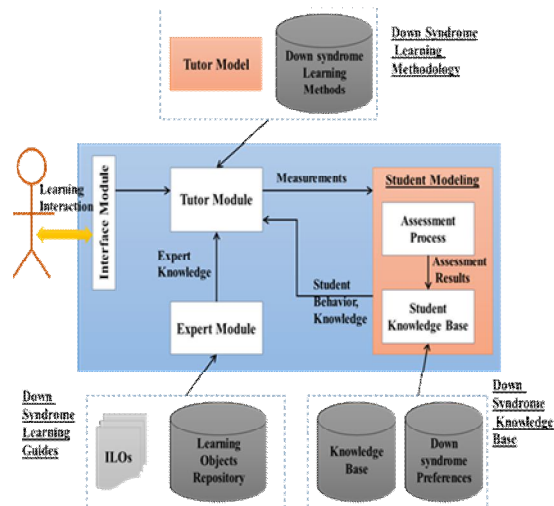 Tutor Model
Down syndrome
Learning
Methods
Down Syndrome
Learning
Methodology
Learning
Interaction
Interface Module
Tutor Module
Measurements
Student Modeling
Assessment
Process
Assessment
Results
Expert
Knowledge
Student
Behavior,
Knowledge
Student
Knowledge Base
Expert Module
Down
Syndrome
Learning
Guides
ILOs
Learning
Objects
Repository
Knowledge
Base
Down
syndrome
Preferences
Down
Syndrome
Knowledge
Base